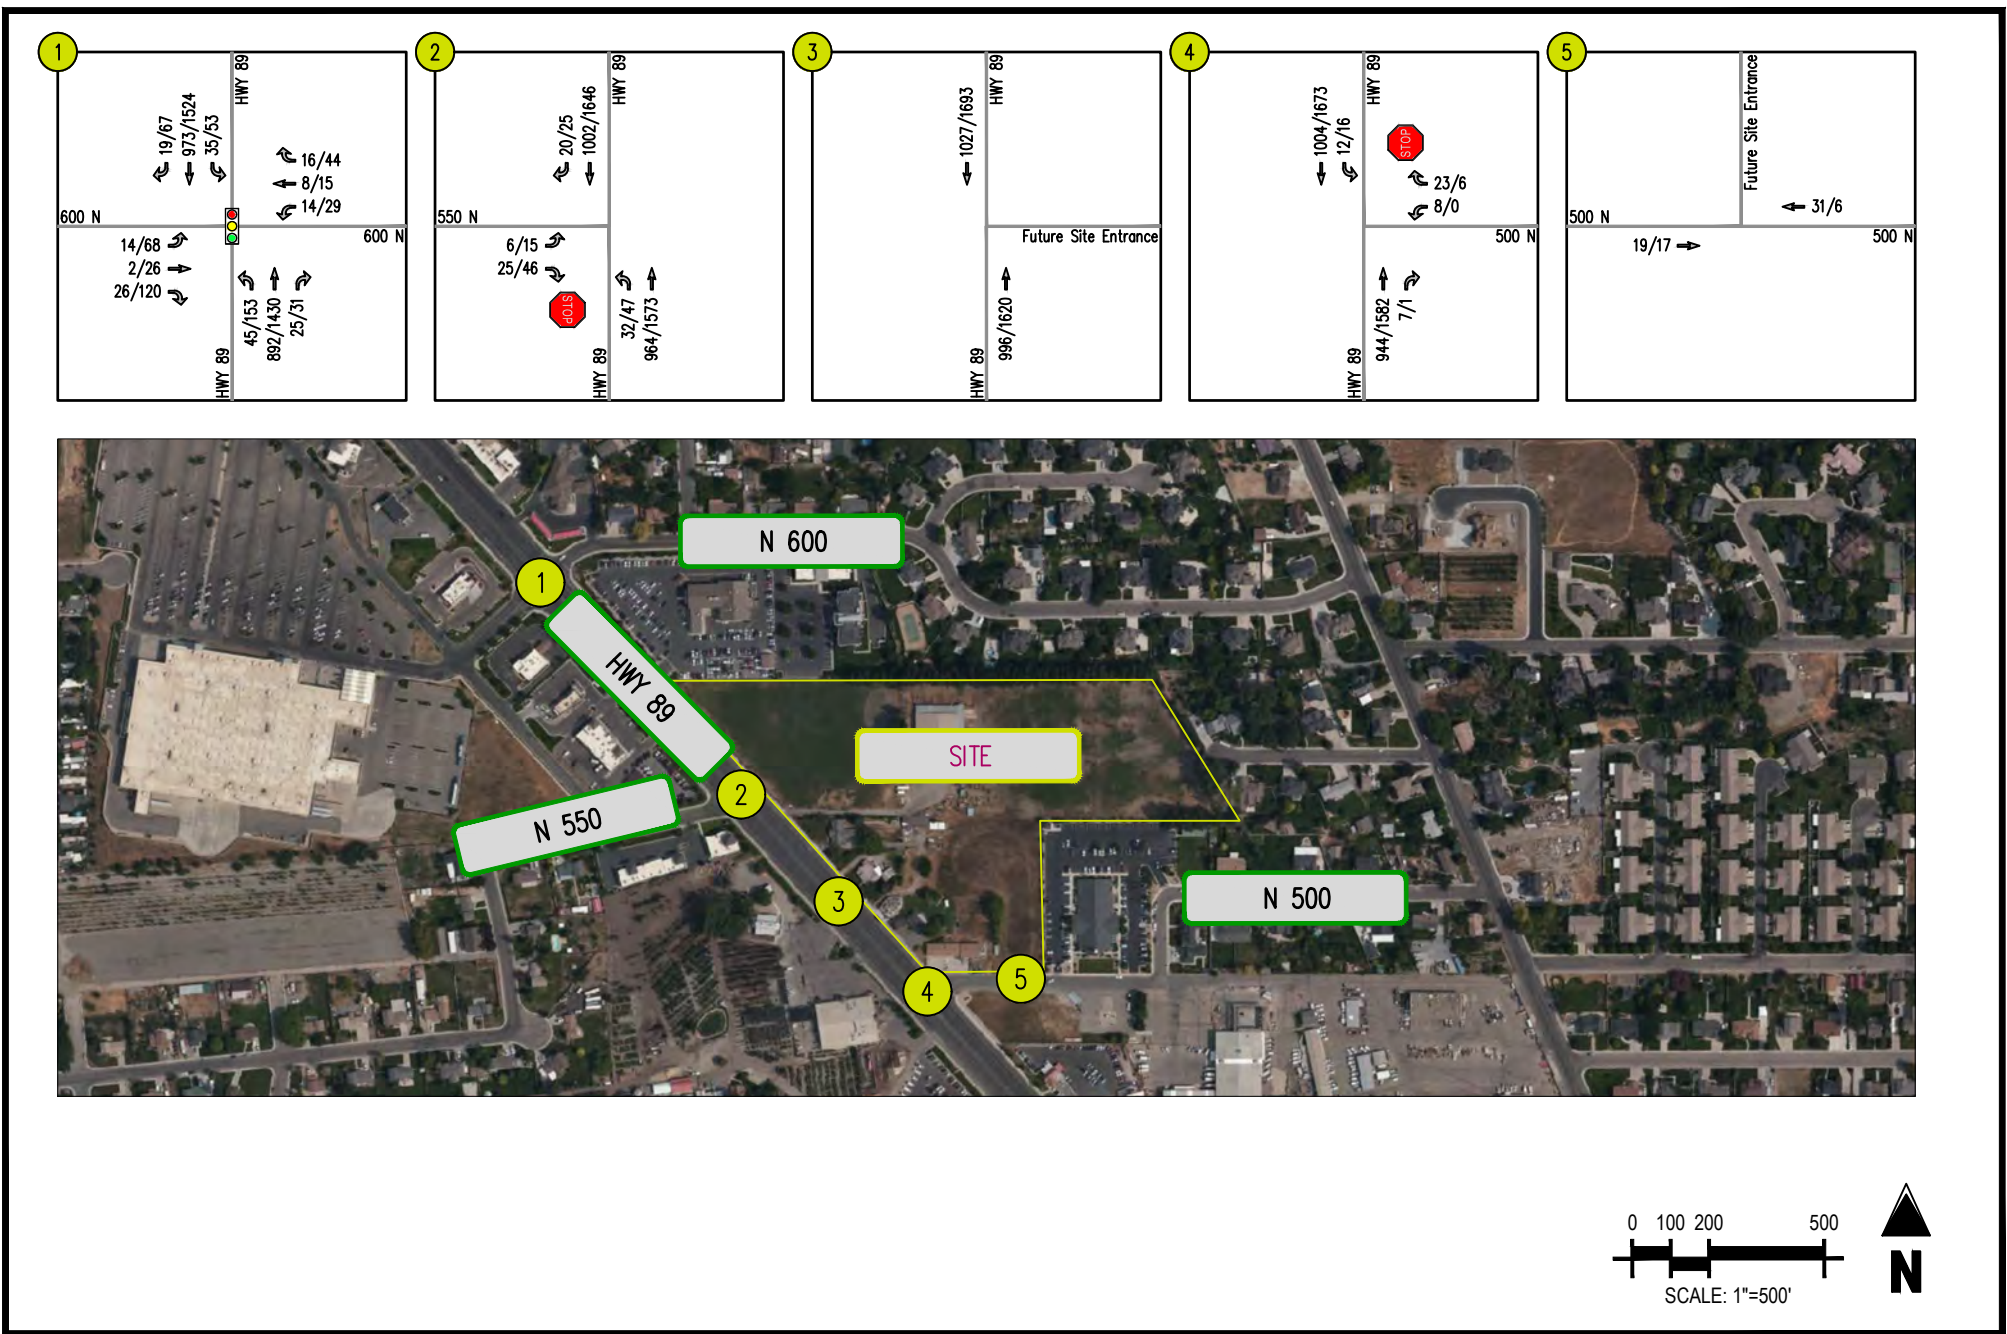 1
HWY 89
19/67
973/1524
35/53
16/44
8/15
14/29
600 N
600 N
14/68
2/26
26/120
45/153
892/1430
25/31
HWY 89
2
HWY 89
20/25
1002/1646
550 N
6/15
25/46
STOP
32/47
964/1573
HWY 89
3
HWY 89
1027/1693
Future Site Entrance
996/1620
HWY 89
4
HWY 89
1004/1673
12/16
STOP
23/6
8/0
500 N
944/1582
7/1
HWY 89
5
Future Site Entrance
Future Site Entrance
31/6
500 N
19/17
500 N
N 600
1
HWY 89
SITE
2
N 550
3
N 500
4
5
0 100 200 500
SCALE: 1"=500'
N